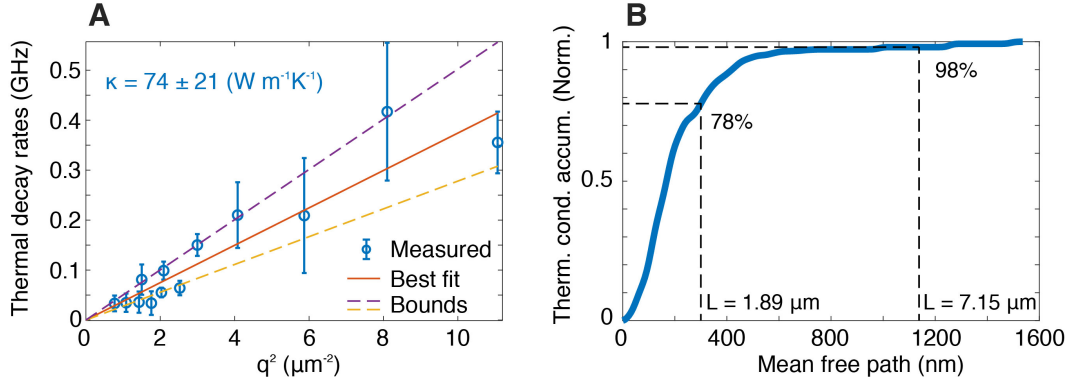 A
Thermal decay rates (GHz)
0.5
0.4
0.3
0.2
0.1
0
κ = 74 ± 21 (W m⁻¹K⁻¹)
Measured
Best fit
Bounds
0 2 4 6 8 10
q² (μm⁻²)
B
Therm. cond. accum. (Norm.)
1
0.5
0
98%
78%
L = 1.89 μm
L = 7.15 μm
0 400 800 1200 1600
Mean free path (nm)